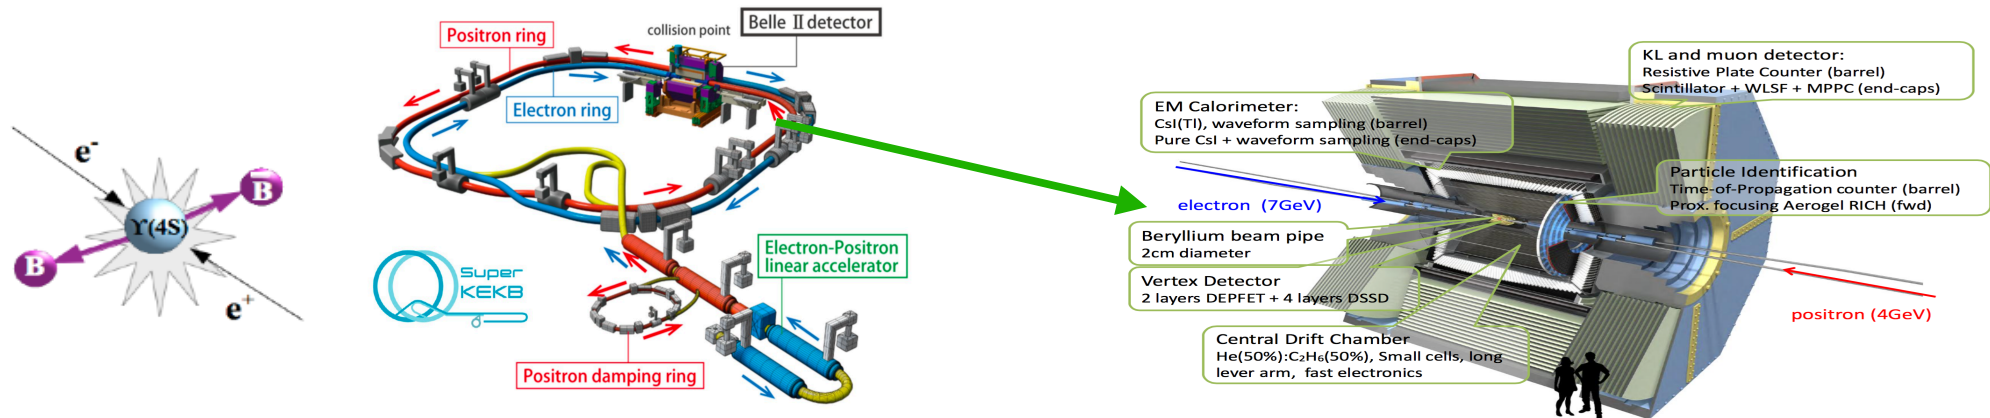 e⁻
B̅
Υ(4S)
B
e⁺
Positron ring
collision point
Belle Ⅱ detector
Electron ring
Electron-Positron
linear accelerator
Super
KEKB
Positron damping ring
KL and muon detector:
Resistive Plate Counter (barrel)
Scintillator + WLSF + MPPC (end-caps)
EM Calorimeter:
CsI(Tl), waveform sampling (barrel)
Pure CsI + waveform sampling (end-caps)
Particle Identification
Time-of-Propagation counter (barrel)
Prox. focusing Aerogel RICH (fwd)
electron (7GeV)
Beryllium beam pipe
2cm diameter
Vertex Detector
2 layers DEPFET + 4 layers DSSD
positron (4GeV)
Central Drift Chamber
He(50%):C₂H₆(50%), Small cells, long
lever arm, fast electronics